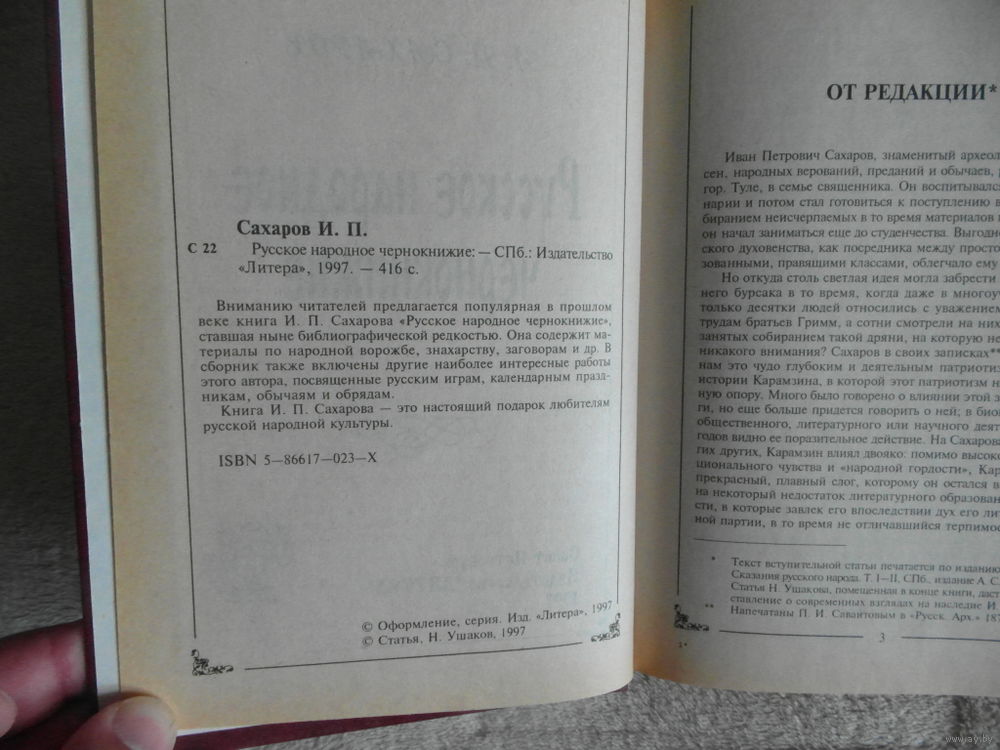 Сахаров И. П.
С 22 Русское народное чернокнижие: — СПб.: Издательство
«Литера», 1997. — 416 с.
Вниманию читателей предлагается популярная в прошлом
веке книга И. П. Сахарова «Русское народное чернокнижие»,
ставшая ныне библиографической редкостью. Она содержит ма-
териалы по народной ворожбе, знахарству, заговорам и др. В
сборник также включены другие наиболее интересные работы
этого автора, посвященные русским играм, календарным празд-
никам, обычаям и обрядам.
Книга И. П. Сахарова — это настоящий подарок любителям
русской народной культуры.
ISBN 5—86617—023—X
© Оформление, серия. Изд. «Литера», 1997
© Статья, Н. Ушаков, 1997
ОТ РЕДАКЦИИ*
Иван Петрович Сахаров, знаменитый археол
сен, народных верований, преданий и обычаев, р
гор. Туле, в семье священника. Он воспитывался
нарии и потом стал готовиться к поступлению в
биранием неисчерпаемых в то время материалов
он начал заниматься еще до студенчества. Выгодно
ского духовенства, как посредника между просто
зованными, правящими классами, облегчало ему
Но откуда столь светлая идея могла забрести
него бурсака в то время, когда даже в многоу
только десятки людей относились с уважением
трудам братьев Гримм, а сотни смотрели на ним
занятых собиранием такой дряни, на которую не
никакого внимания? Сахаров в своих записках**
нам это чудо глубоким и деятельным патриотиз
истории Карамзина, в которой этот патриотизм н
ную опору. Много было говорено о влиянии этой
ги, но еще больше придется говорить о ней; в био
общественного, литературного или научного деят
годов видно ее поразительное действие. На Сахарова
гих других, Карамзин влиял двояко: помимо высоко
ционального чувства и «народной гордости», Кар
прекрасный, плавный слог, которому он остался в
на некоторый недостаток литературного образован
сти, в которые завлек его впоследствии дух его ли
ной партии, в то время не отличавшийся терпимос
* Текст вступительной статьи печатается по изданию
Сказания русского народа. Т. I—II, СПб., издание А. С
Статья Н. Ушакова, помещенная в конце книги, даст
ставление о современных взглядах на наследие И.
** Напечатаны П. И. Саваитовым в «Русск. Арх.» 187
3
2*
www.ay.by